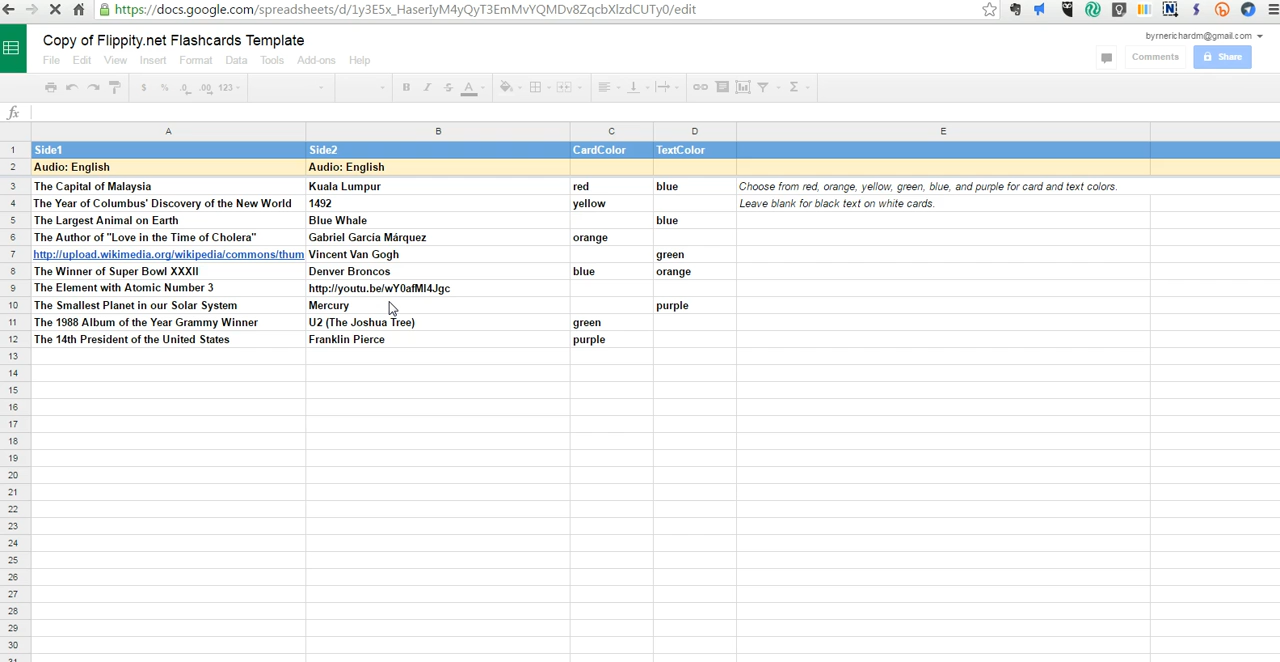 https://docs.google.com/spreadsheets/d/1y3E5x_HaserIyM4yQyT3EmMvYQMDv8ZqcbXlzdCUTy0/edit
Copy of Flippity.net Flashcards Template
byrnerichardm@gmail.com
File Edit View Insert Format Data Tools Add-ons Help
Comments Share
$ % .0 .00 123
fx
A B C D E
1 Side1 Side2 CardColor TextColor
2 Audio: English Audio: English
3 The Capital of Malaysia Kuala Lumpur red blue Choose from red, orange, yellow, green, blue, and purple for card and text colors.
4 The Year of Columbus' Discovery of the New World 1492 yellow Leave blank for black text on white cards.
5 The Largest Animal on Earth Blue Whale blue
6 The Author of "Love in the Time of Cholera" Gabriel García Márquez orange
7 http://upload.wikimedia.org/wikipedia/commons/thum Vincent Van Gogh green
8 The Winner of Super Bowl XXXII Denver Broncos blue orange
9 The Element with Atomic Number 3 http://youtu.be/wY0afMI4Jgc
10 The Smallest Planet in our Solar System Mercury purple
11 The 1988 Album of the Year Grammy Winner U2 (The Joshua Tree) green
12 The 14th President of the United States Franklin Pierce purple
13
14
15
16
17
18
19
20
21
22
23
24
25
26
27
28
29
30
31